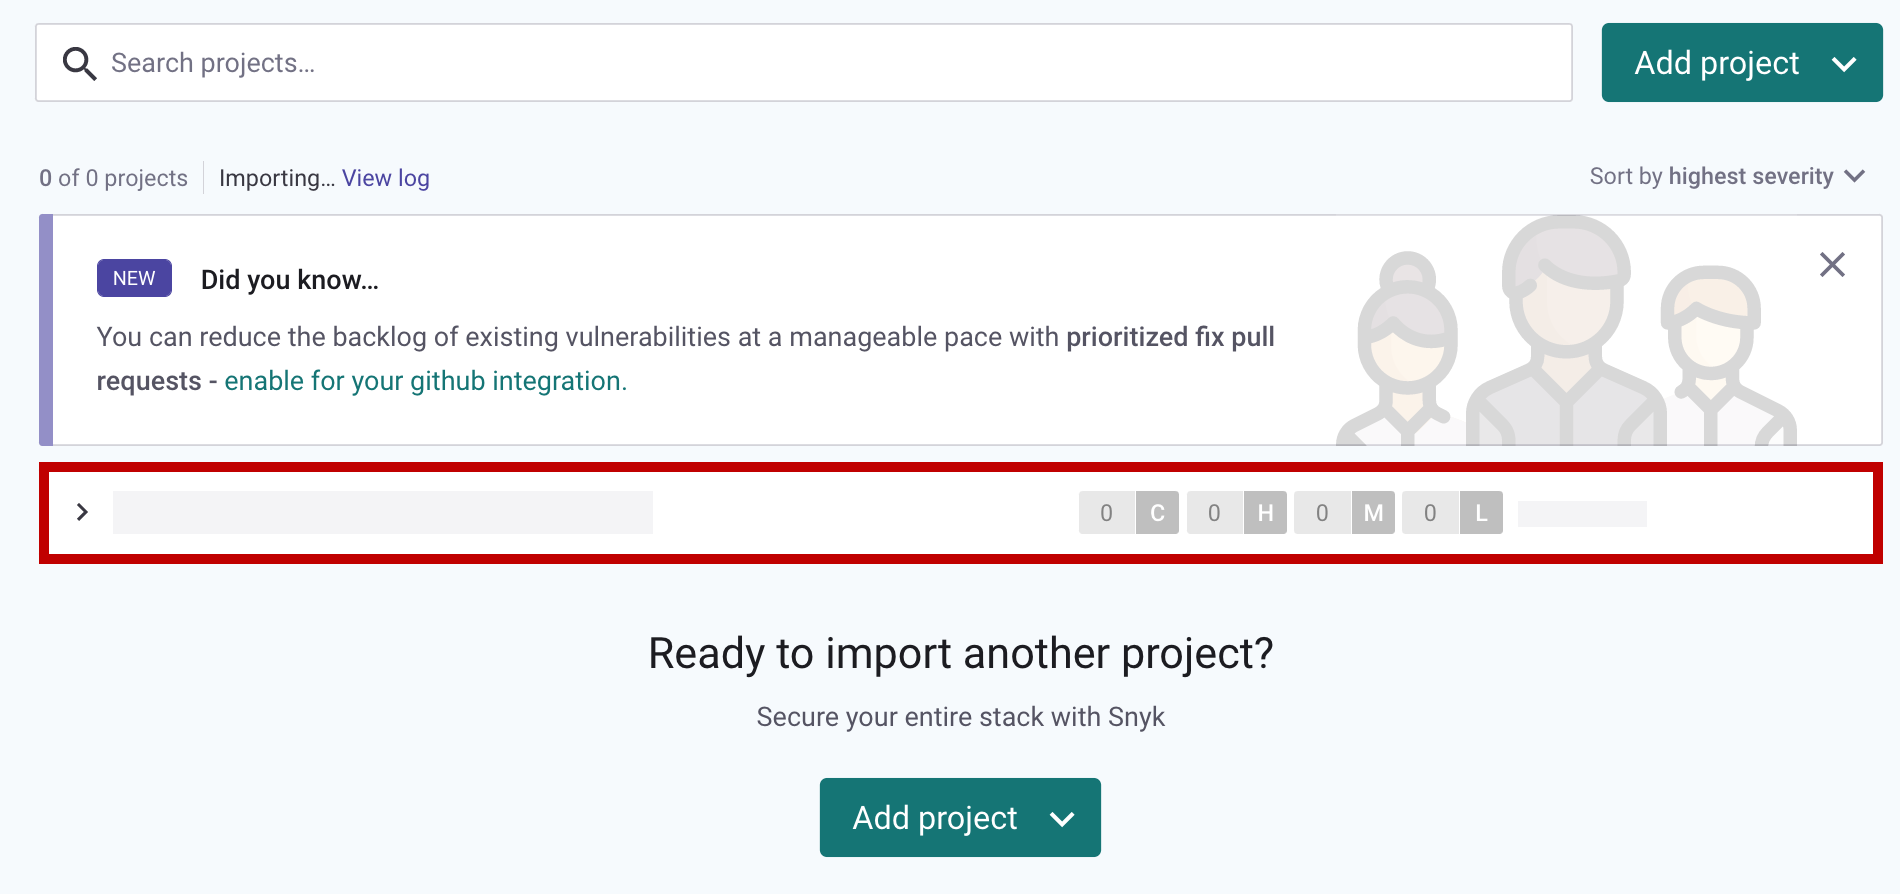 Search projects...
Add project
0 of 0 projects
Importing... View log
Sort by highest severity
NEW
Did you know...
You can reduce the backlog of existing vulnerabilities at a manageable pace with prioritized fix pull
requests - enable for your github integration.
0 C 0 H 0 M 0 L
Ready to import another project?
Secure your entire stack with Snyk
Add project